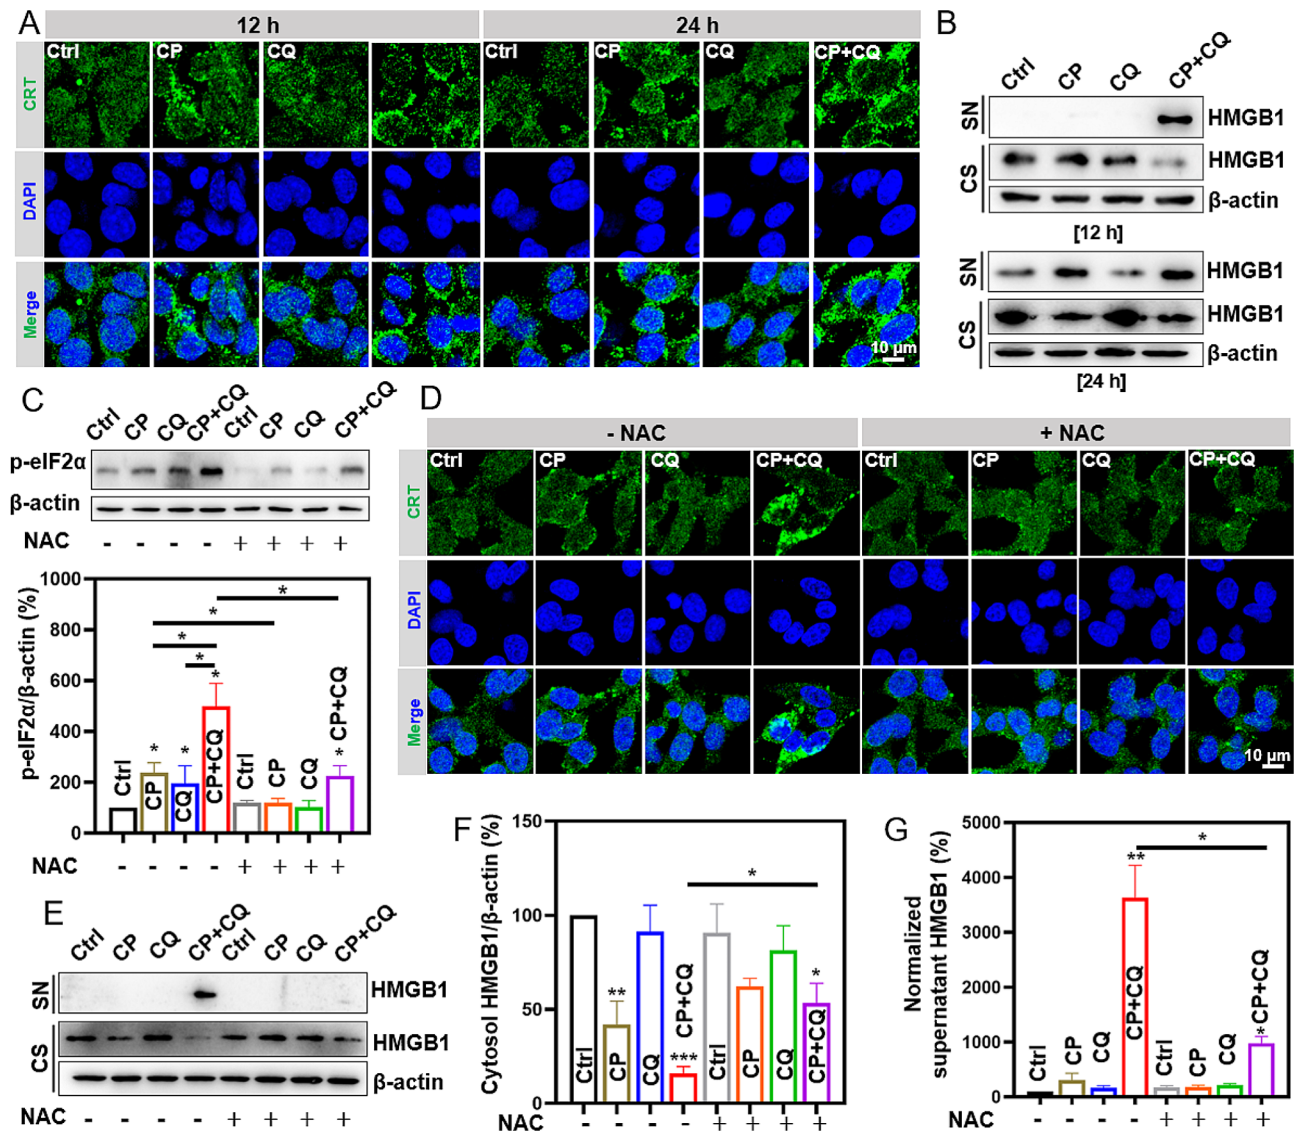 A
12 h
24 h
Ctrl
CP
CQ
Ctrl
CP
CQ
CP+CQ
CRT
DAPI
Merge
10 µm
B
Ctrl
CP
CQ
CP+CQ
SN
HMGB1
CS
HMGB1
β-actin
[12 h]
SN
HMGB1
CS
HMGB1
β-actin
[24 h]
C
Ctrl CP CQ CP+CQ Ctrl CP CQ CP+CQ
p-eIF2α
β-actin
NAC - - - - + + + +
p-eIF2α/β-actin (%)
1000
800
600
400
200
0
*
*
*
*
*
*
*
*
Ctrl
CP
CQ
CP+CQ
Ctrl
CP
CQ
CP+CQ
NAC - - - - + + + +
D
- NAC
+ NAC
Ctrl
CP
CQ
CP+CQ
Ctrl
CP
CQ
CP+CQ
CRT
DAPI
Merge
10 µm
E
Ctrl CP CQ CP+CQ Ctrl CP CQ CP+CQ
SN
HMGB1
CS
HMGB1
β-actin
NAC - - - - + + + +
F
Cytosol HMGB1/β-actin (%)
150
100
50
0
*
**
***
*
Ctrl
CP
CQ
CP+CQ
Ctrl
CP
CQ
CP+CQ
NAC - - - - + + + +
G
Normalized
supernatant HMGB1 (%)
5000
4000
3000
2000
1000
0
*
**
*
Ctrl
CP
CQ
CP+CQ
Ctrl
CP
CQ
CP+CQ
NAC - - - - + + + +